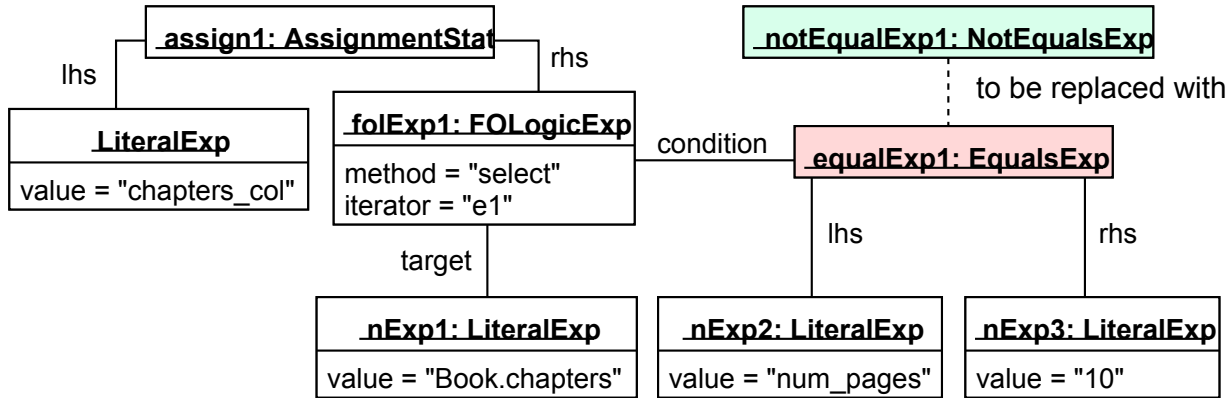 assign1: AssignmentStat
notEqualExp1: NotEqualsExp
lhs
rhs
to be replaced with
LiteralExp
value = "chapters_col"
folExp1: FOLogicExp
method = "select"
iterator = "e1"
condition
equalExp1: EqualsExp
target
lhs
rhs
nExp1: LiteralExp
value = "Book.chapters"
nExp2: LiteralExp
value = "num_pages"
nExp3: LiteralExp
value = "10"